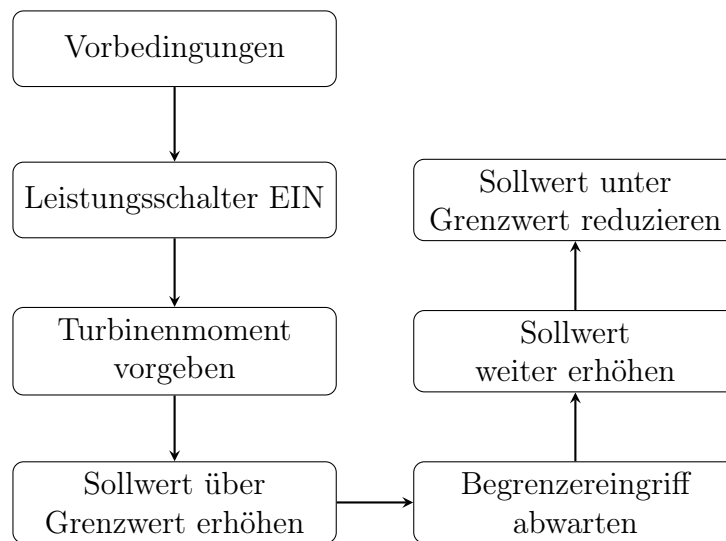 Vorbedingungen
Leistungsschalter EIN
Turbinenmoment
vorgeben
Sollwert über
Grenzwert erhöhen
Begrenzereingriff
abwarten
Sollwert
weiter erhöhen
Sollwert unter
Grenzwert reduzieren